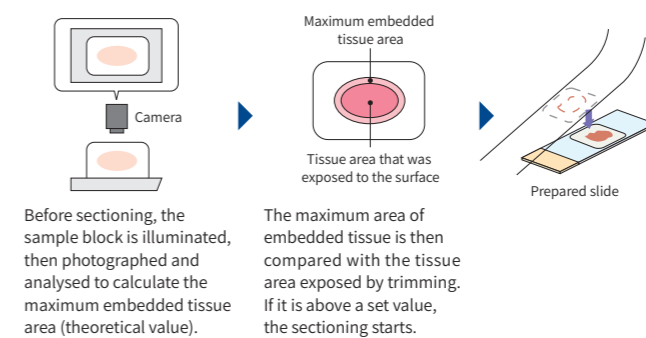 Camera
Before sectioning, the
sample block is illuminated,
then photographed and
analysed to calculate the
maximum embedded tissue
area (theoretical value).
Maximum embedded
tissue area
Tissue area that was
exposed to the surface
The maximum area of
embedded tissue is then
compared with the tissue
area exposed by trimming.
If it is above a set value,
the sectioning starts.
Prepared slide